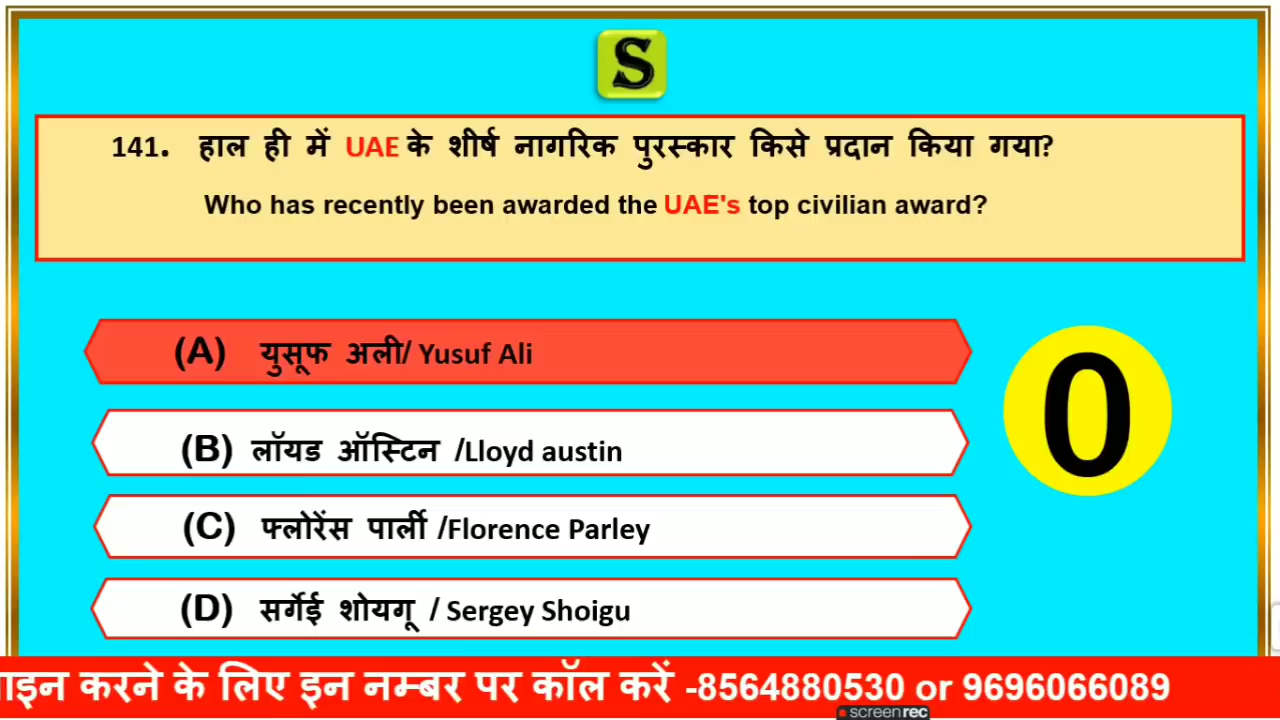 S
141. हाल ही में UAE के शीर्ष नागरिक पुरस्कार किसे प्रदान किया गया?
Who has recently been awarded the UAE's top civilian award?
(A) युसूफ अली/ Yusuf Ali
0
(B) लॉयड ऑस्टिन /Lloyd austin
(C) फ्लोरेंस पार्ली /Florence Parley
(D) सर्गेई शोयगू / Sergey Shoigu
ाइन करने के लिए इन नम्बर पर कॉल करें -8564880530 or 9696066089
screenrec